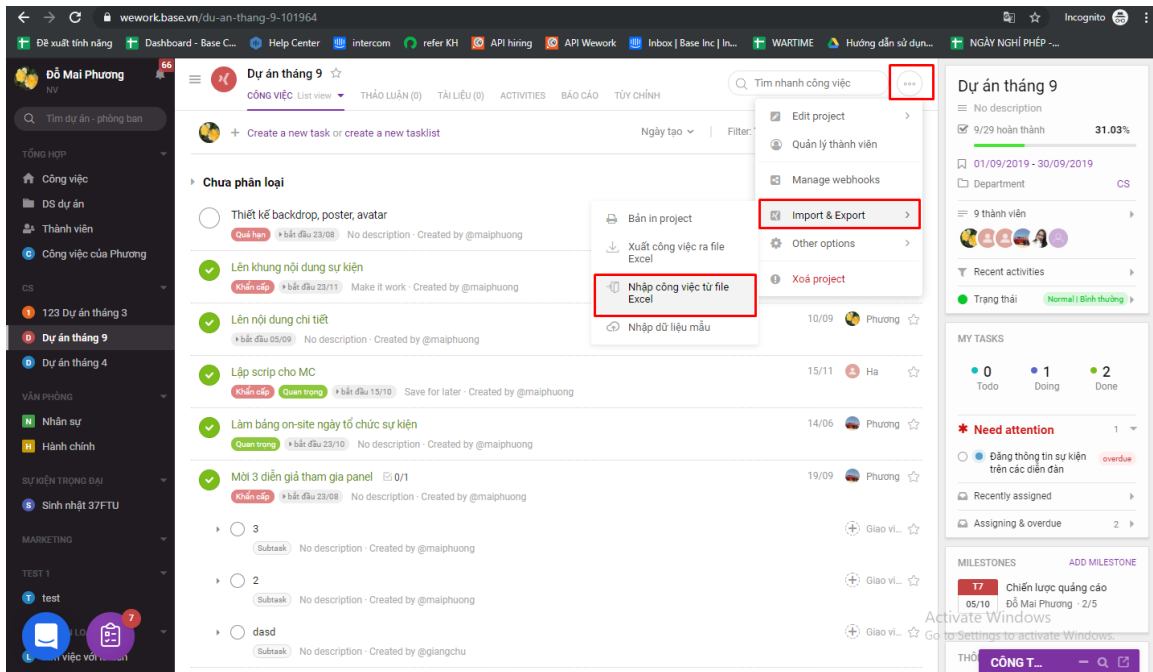 wework.base.vn/du-an-thang-9-101964
Incognito
Đề xuất tính năng
Dashboard - Base C...
Help Center
intercom
refer KH
API hiring
API Wework
Inbox | Base Inc | In...
WARTIME
Hướng dẫn sử dụn...
NGÀY NGHỈ PHÉP -...
Đỗ Mai Phương
NV
66
Tìm dự án - phòng ban
TỔNG HỢP
Công việc
DS dự án
Thành viên
C Công việc của Phương
CS
1 123 Dự án tháng 3
D Dự án tháng 9
D Dự án tháng 4
VĂN PHÒNG
N Nhân sự
H Hành chính
SỰ KIỆN TRỌNG ĐẠI
S Sinh nhật 37FTU
MARKETING
TEST 1
T test
7
Dự án tháng 9
CÔNG VIỆC List view
THẢO LUẬN (0)
TÀI LIỆU (0)
ACTIVITIES
BÁO CÁO
TÙY CHỈNH
Tìm nhanh công việc
+ Create a new task or create a new tasklist
Ngày tạo
Filter:
Chưa phân loại
Thiết kế backdrop, poster, avatar
Quá hạn bắt đầu 23/08 No description · Created by @maiphuong
Lên khung nội dung sự kiện
Khẩn cấp bắt đầu 23/11 Make it work · Created by @maiphuong
Lên nội dung chi tiết
10/09 Phương
bắt đầu 05/09 No description · Created by @maiphuong
Lập scrip cho MC
15/11 Ha
Khẩn cấp Quan trọng bắt đầu 15/10 Save for later · Created by @maiphuong
Làm bảng on-site ngày tổ chức sự kiện
14/06 Phương
Quan trọng bắt đầu 23/10 No description · Created by @maiphuong
Mời 3 diễn giả tham gia panel 0/1
19/09 Phương
Khẩn cấp bắt đầu 23/08 No description · Created by @maiphuong
3
Giao vi...
Subtask No description · Created by @maiphuong
2
Giao vi...
Subtask No description · Created by @maiphuong
dasd
Giao vi...
Subtask No description · Created by @giangchu
Edit project
Quản lý thành viên
Manage webhooks
Import & Export
Other options
Xoá project
Bản in project
Xuất công việc ra file
Excel
Nhập công việc từ file
Excel
Nhập dữ liệu mẫu
Dự án tháng 9
No description
9/29 hoàn thành 31.03%
01/09/2019 - 30/09/2019
Department CS
9 thành viên
Recent activities
Trạng thái Normal | Bình thường
MY TASKS
0 1 2
Todo Doing Done
Need attention 1
Đăng thông tin sự kiện
trên các diễn đàn
overdue
Recently assigned
Assigning & overdue 2
MILESTONES ADD MILESTONE
T7 Chiến lược quảng cáo
05/10 Đỗ Mai Phương · 2/5
Activate Windows
Go to Settings to activate Windows.
CÔNG T...